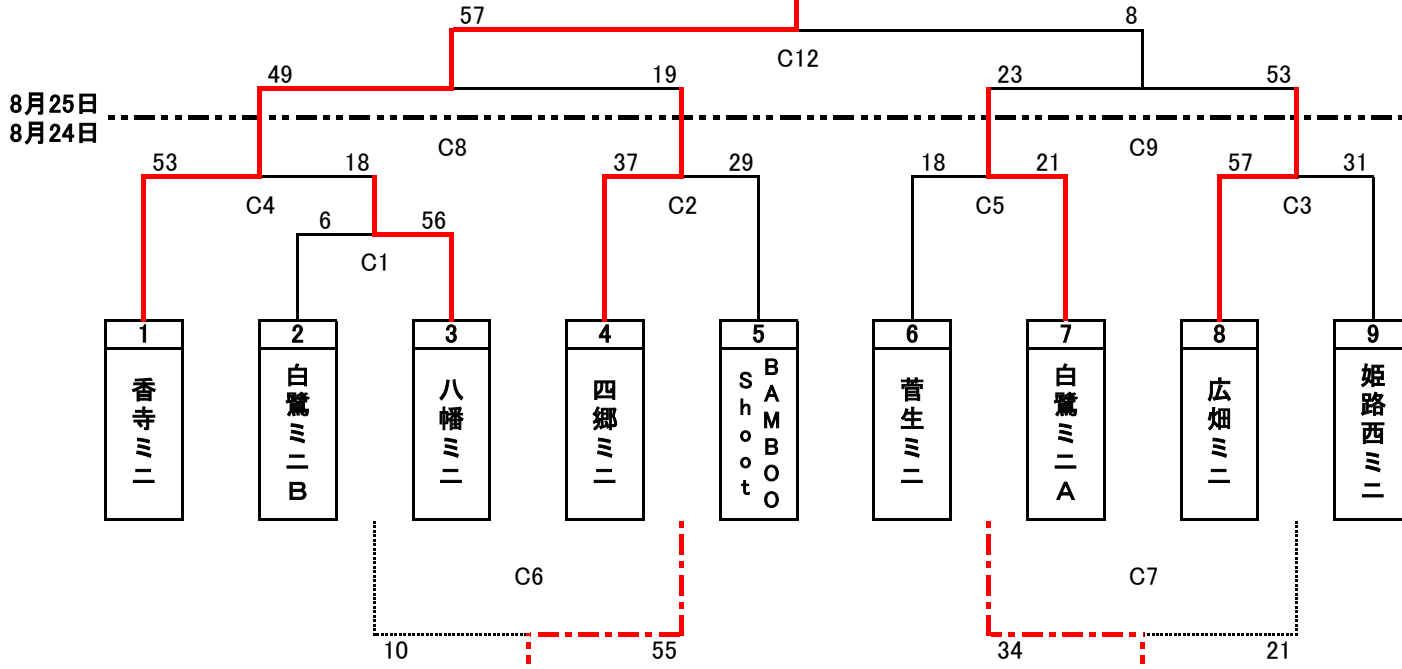 57 8
C12
49 19 23 53
8月25日
8月24日
C8 C9
53 18 37 29 18 21 57 31
C4 C2 C5 C3
6 56
C1
1 2 3 4 5 6 7 8 9
香寺ミニ
白鷺ミニB
八幡ミニ
四郷ミニ
BAMBOO
Shoot
菅生ミニ
白鷺ミニA
広畑ミニ
姫路西ミニ
C6 C7
10 55 34 21